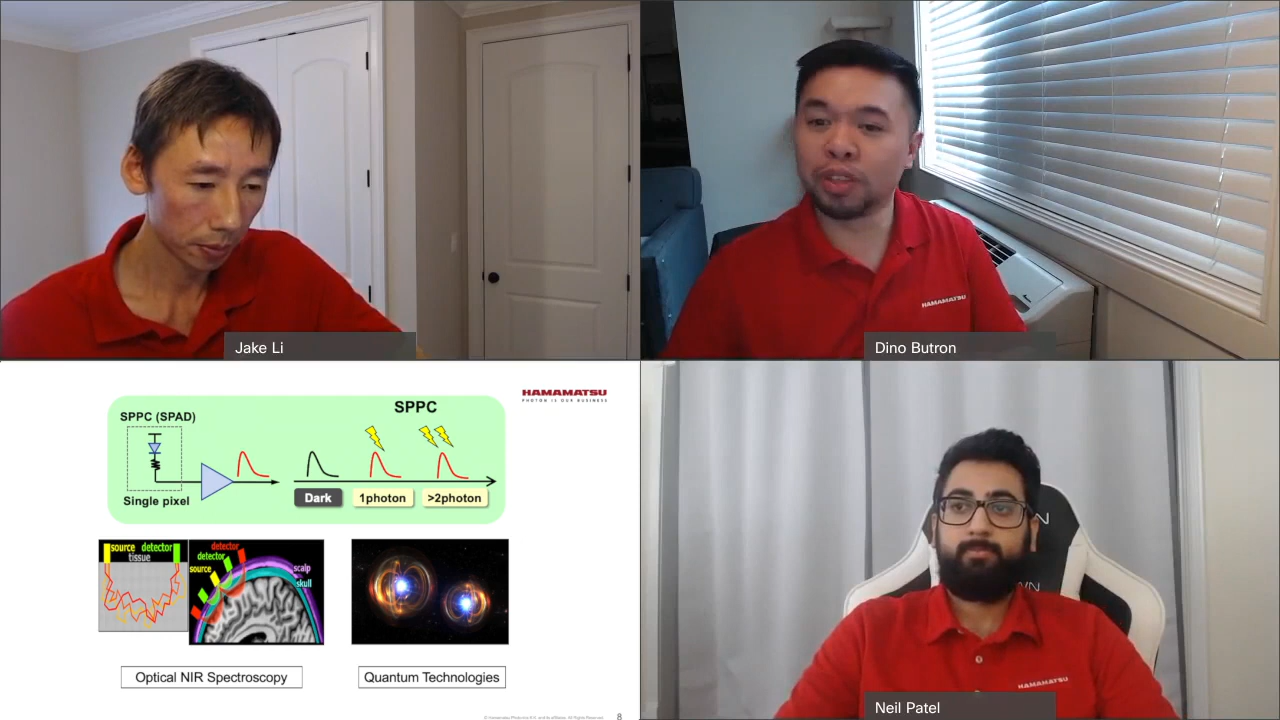 Jake Li
HAMAMATSU
Dino Butron
HAMAMATSU
PHOTON IS OUR BUSINESS
SPPC
SPPC (SPAD)
Single pixel
Dark
1photon
>2photon
source detector
tissue
detector
detector
source
scalp
skull
Optical NIR Spectroscopy
Quantum Technologies
8
HAMAMATSU
Neil Patel